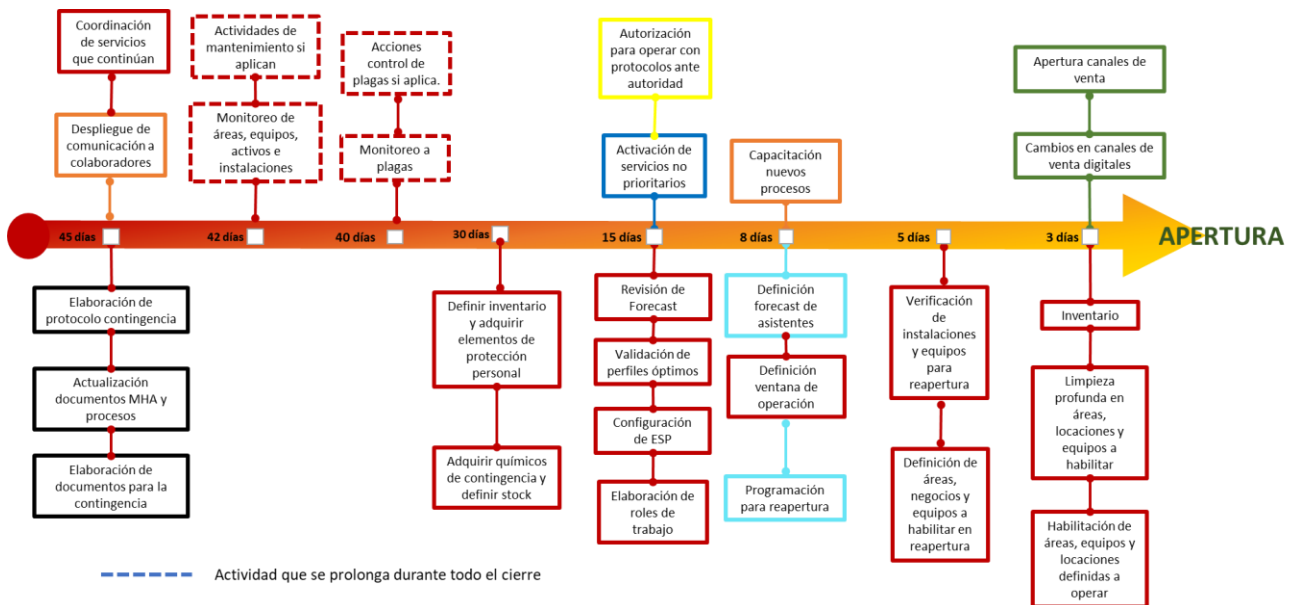 Coordinación
de servicios
que continúan
Actividades de
mantenimiento si
aplican
Acciones
control de
plagas si aplica.
Autorización
para operar con
protocolos ante
autoridad
Apertura canales de
venta
Despliegue de
comunicación a
colaboradores
Monitoreo de
áreas, equipos,
activos e
instalaciones
Monitoreo a
plagas
Activación de
servicios no
prioritarios
Capacitación
nuevos
procesos
Cambios en canales de
venta digitales
45 días
42 días
40 días
30 días
15 días
8 días
5 días
3 días
APERTURA
Elaboración de
protocolo contingencia
Actualización
documentos MHA y
procesos
Elaboración de
documentos para la
contingencia
Definir inventario
y adquirir
elementos de
protección
personal
Adquirir químicos
de contingencia y
definir stock
Revisión de
Forecast
Validación de
perfiles óptimos
Configuración
de ESP
Elaboración de
roles de
trabajo
Definición
forecast de
asistentes
Definición
ventana de
operación
Programación
para reapertura
Verificación
de
instalaciones
y equipos
para
reapertura
Definición de
áreas,
negocios y
equipos a
habilitar en
reapertura
Inventario
Limpieza
profunda en
áreas,
locaciones y
equipos a
habilitar
Habilitación de
áreas, equipos y
locaciones
definidas a
operar
Actividad que se prolonga durante todo el cierre